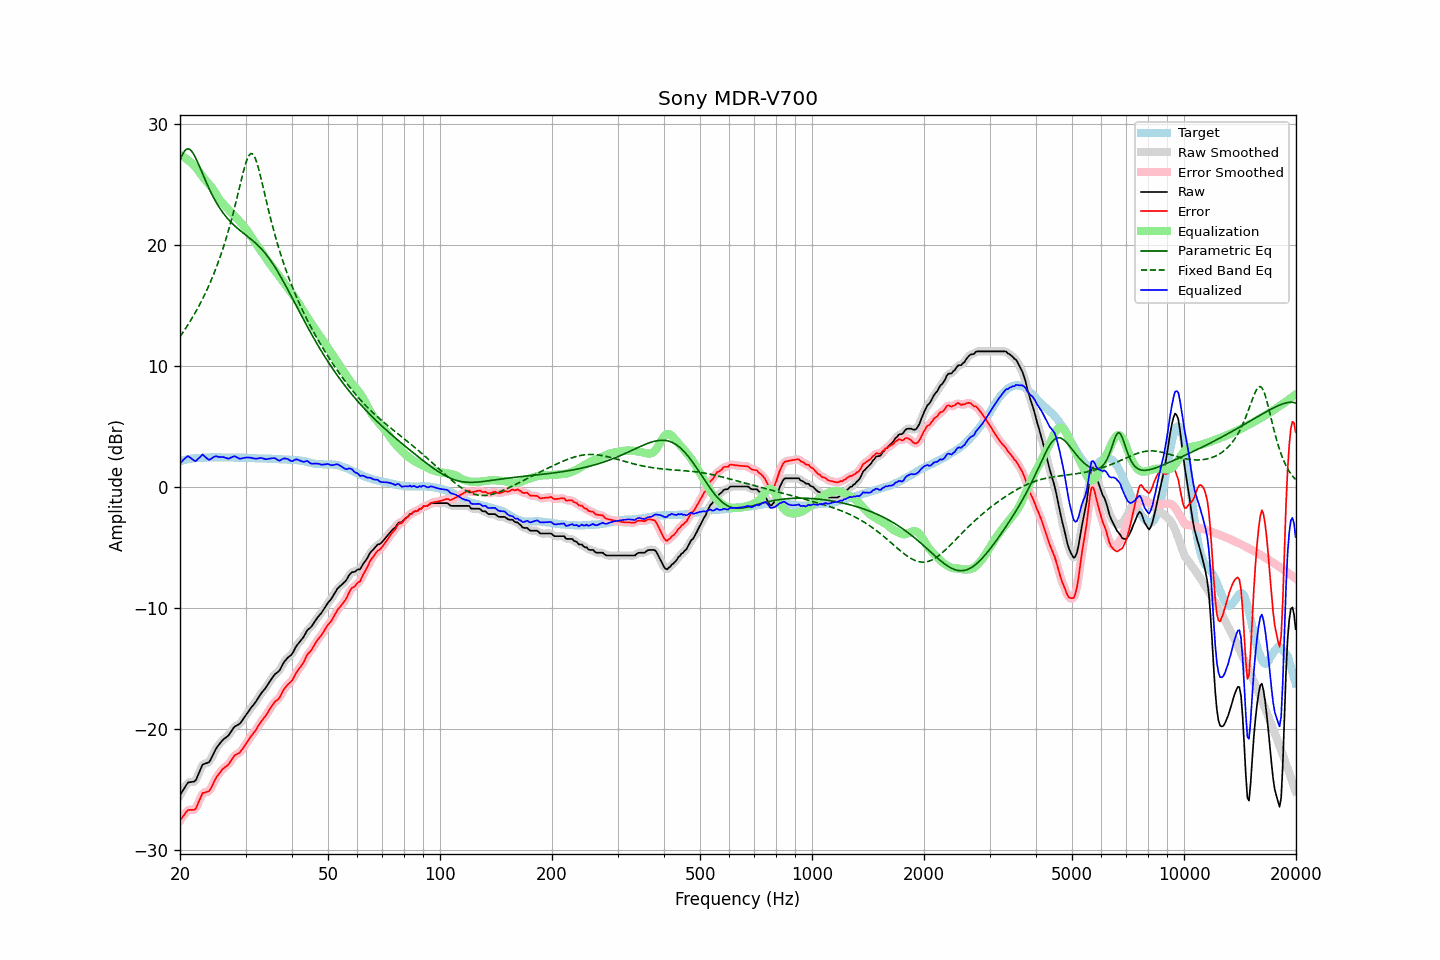 Sony MDR-V700
Amplitude (dBr)
30
20
10
0
−10
−20
−30
Target
Raw Smoothed
Error Smoothed
Raw
Error
Equalization
Parametric Eq
Fixed Band Eq
Equalized
20
50
100
200
500
1000
2000
5000
10000
20000
Frequency (Hz)